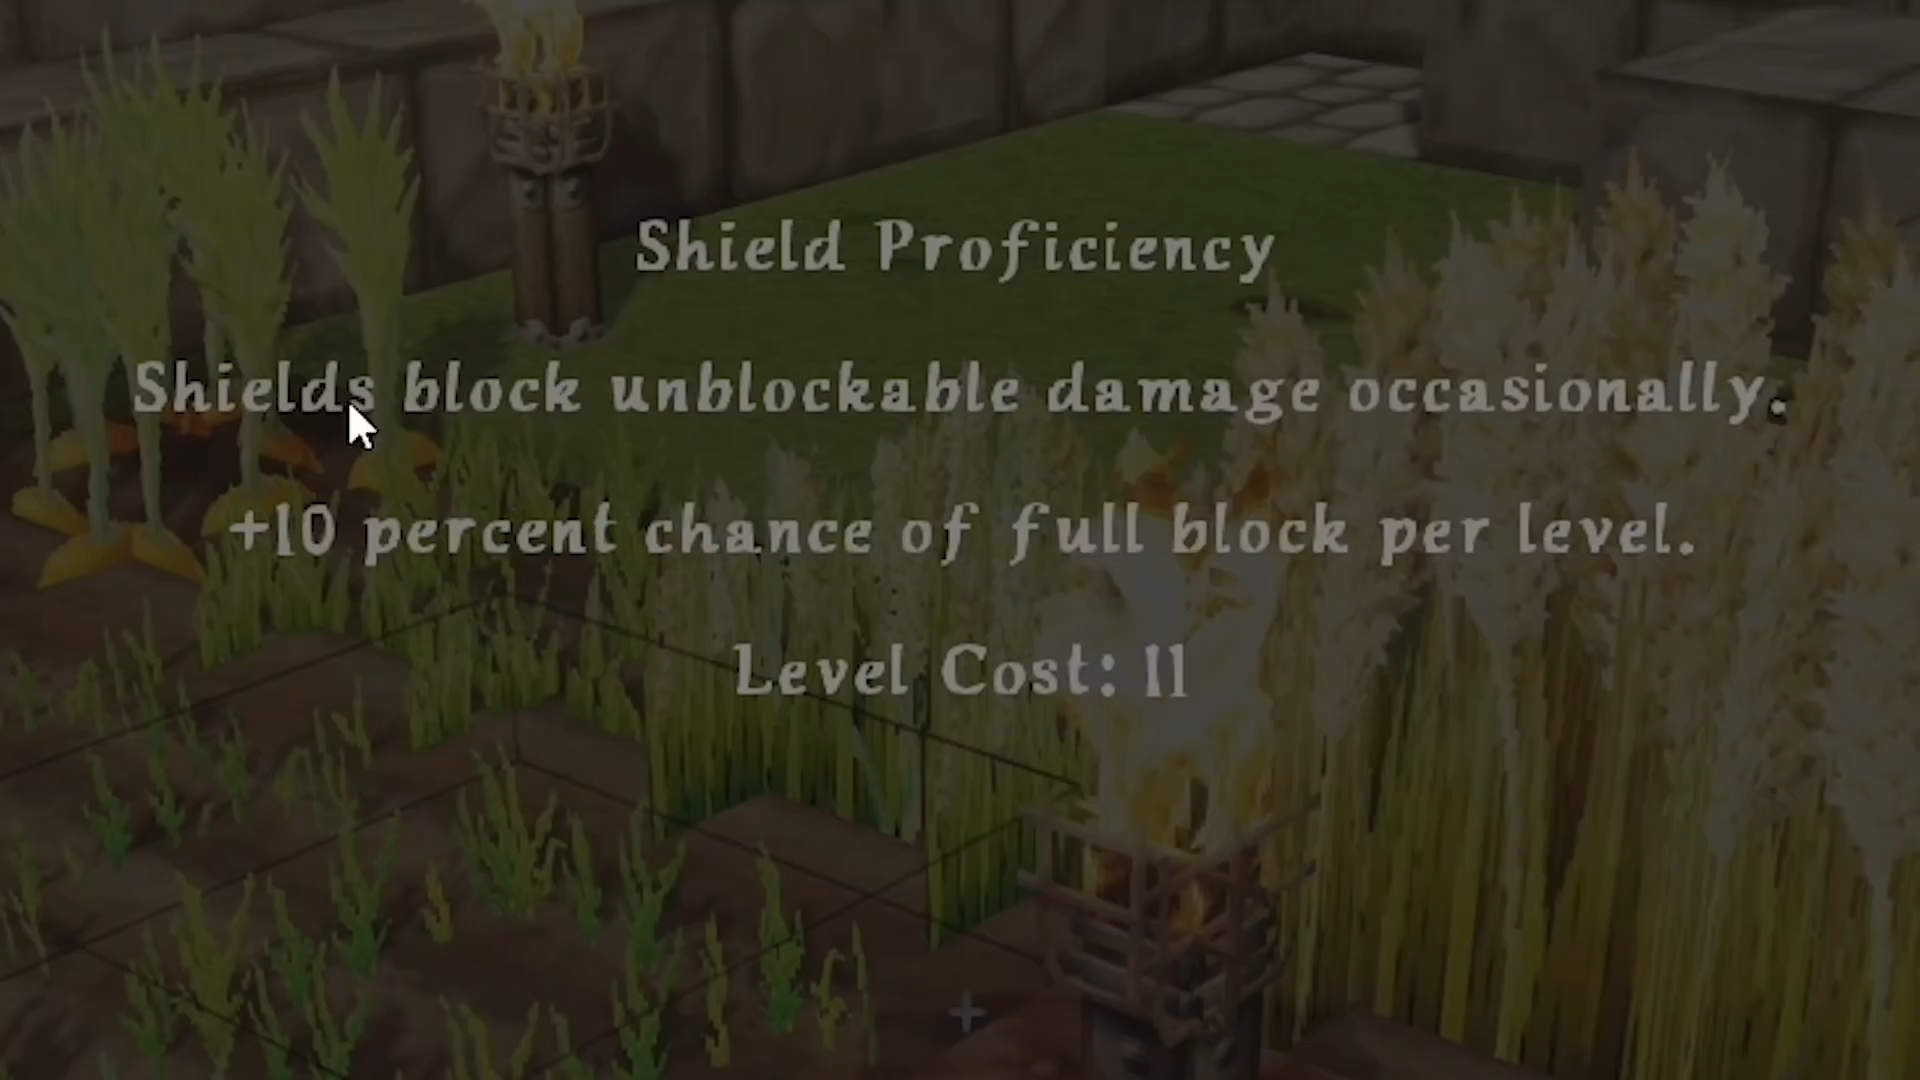 Shield Proficiency
Shields block unblockable damage occasionally.
+10 percent chance of full block per level.
Level Cost: 11